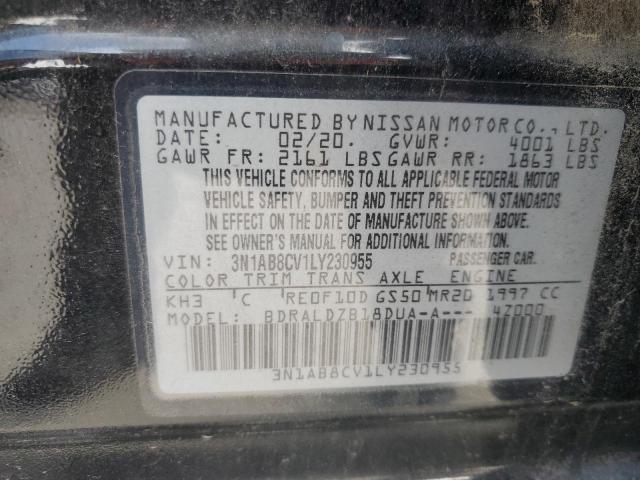 MANUFACTURED BY NISSAN MOTOR CO., LTD.
DATE: 02/20. GVWR: 4001 LBS
GAWR FR: 2161 LBS GAWR RR: 1863 LBS
THIS VEHICLE CONFORMS TO ALL APPLICABLE FEDERAL MOTOR
VEHICLE SAFETY, BUMPER AND THEFT PREVENTION STANDARDS
IN EFFECT ON THE DATE OF MANUFACTURE SHOWN ABOVE.
SEE OWNER'S MANUAL FOR ADDITIONAL INFORMATION.
VIN: 3N1AB8CV1LY230955 PASSENGER CAR.
COLOR TRIM TRANS AXLE ENGINE
KH3 C RE0F10D GS50 MR20 1997 CC
MODEL: BDRALDZB18DUA-A--- 4Z000
3N1AB8CV1LY230955